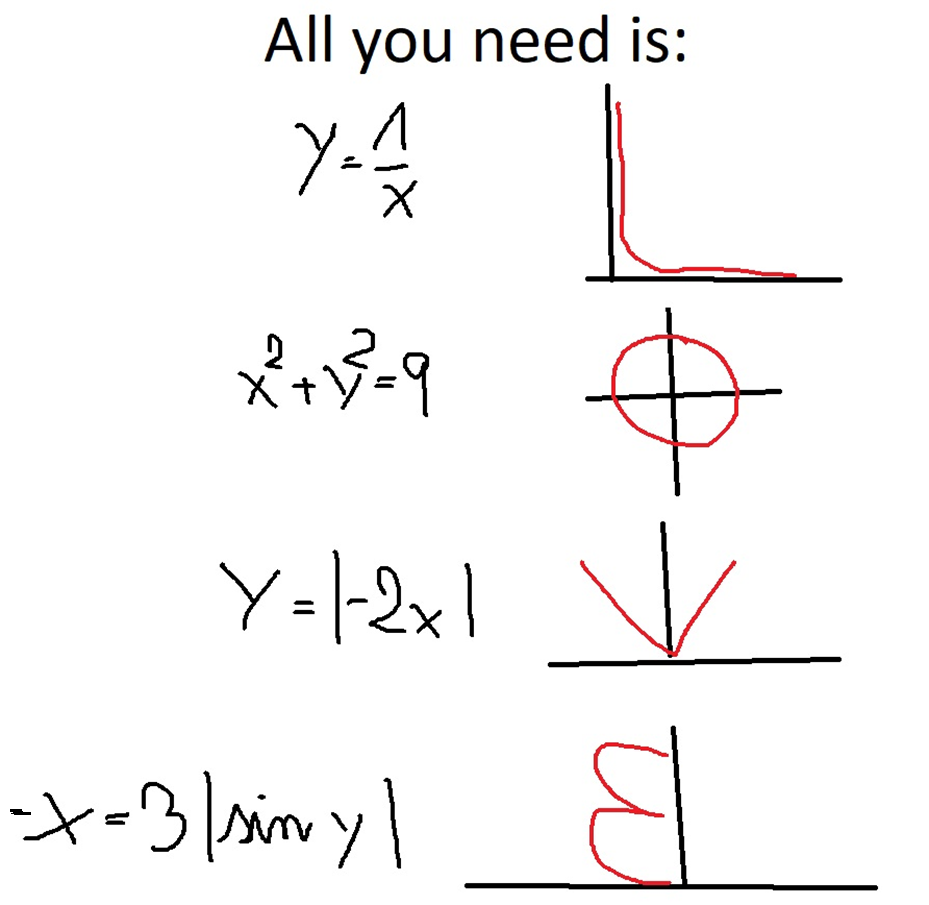 All you need is:
y=1/x
x²+y²=9
Y=|-2x|
-x=3|sin y|